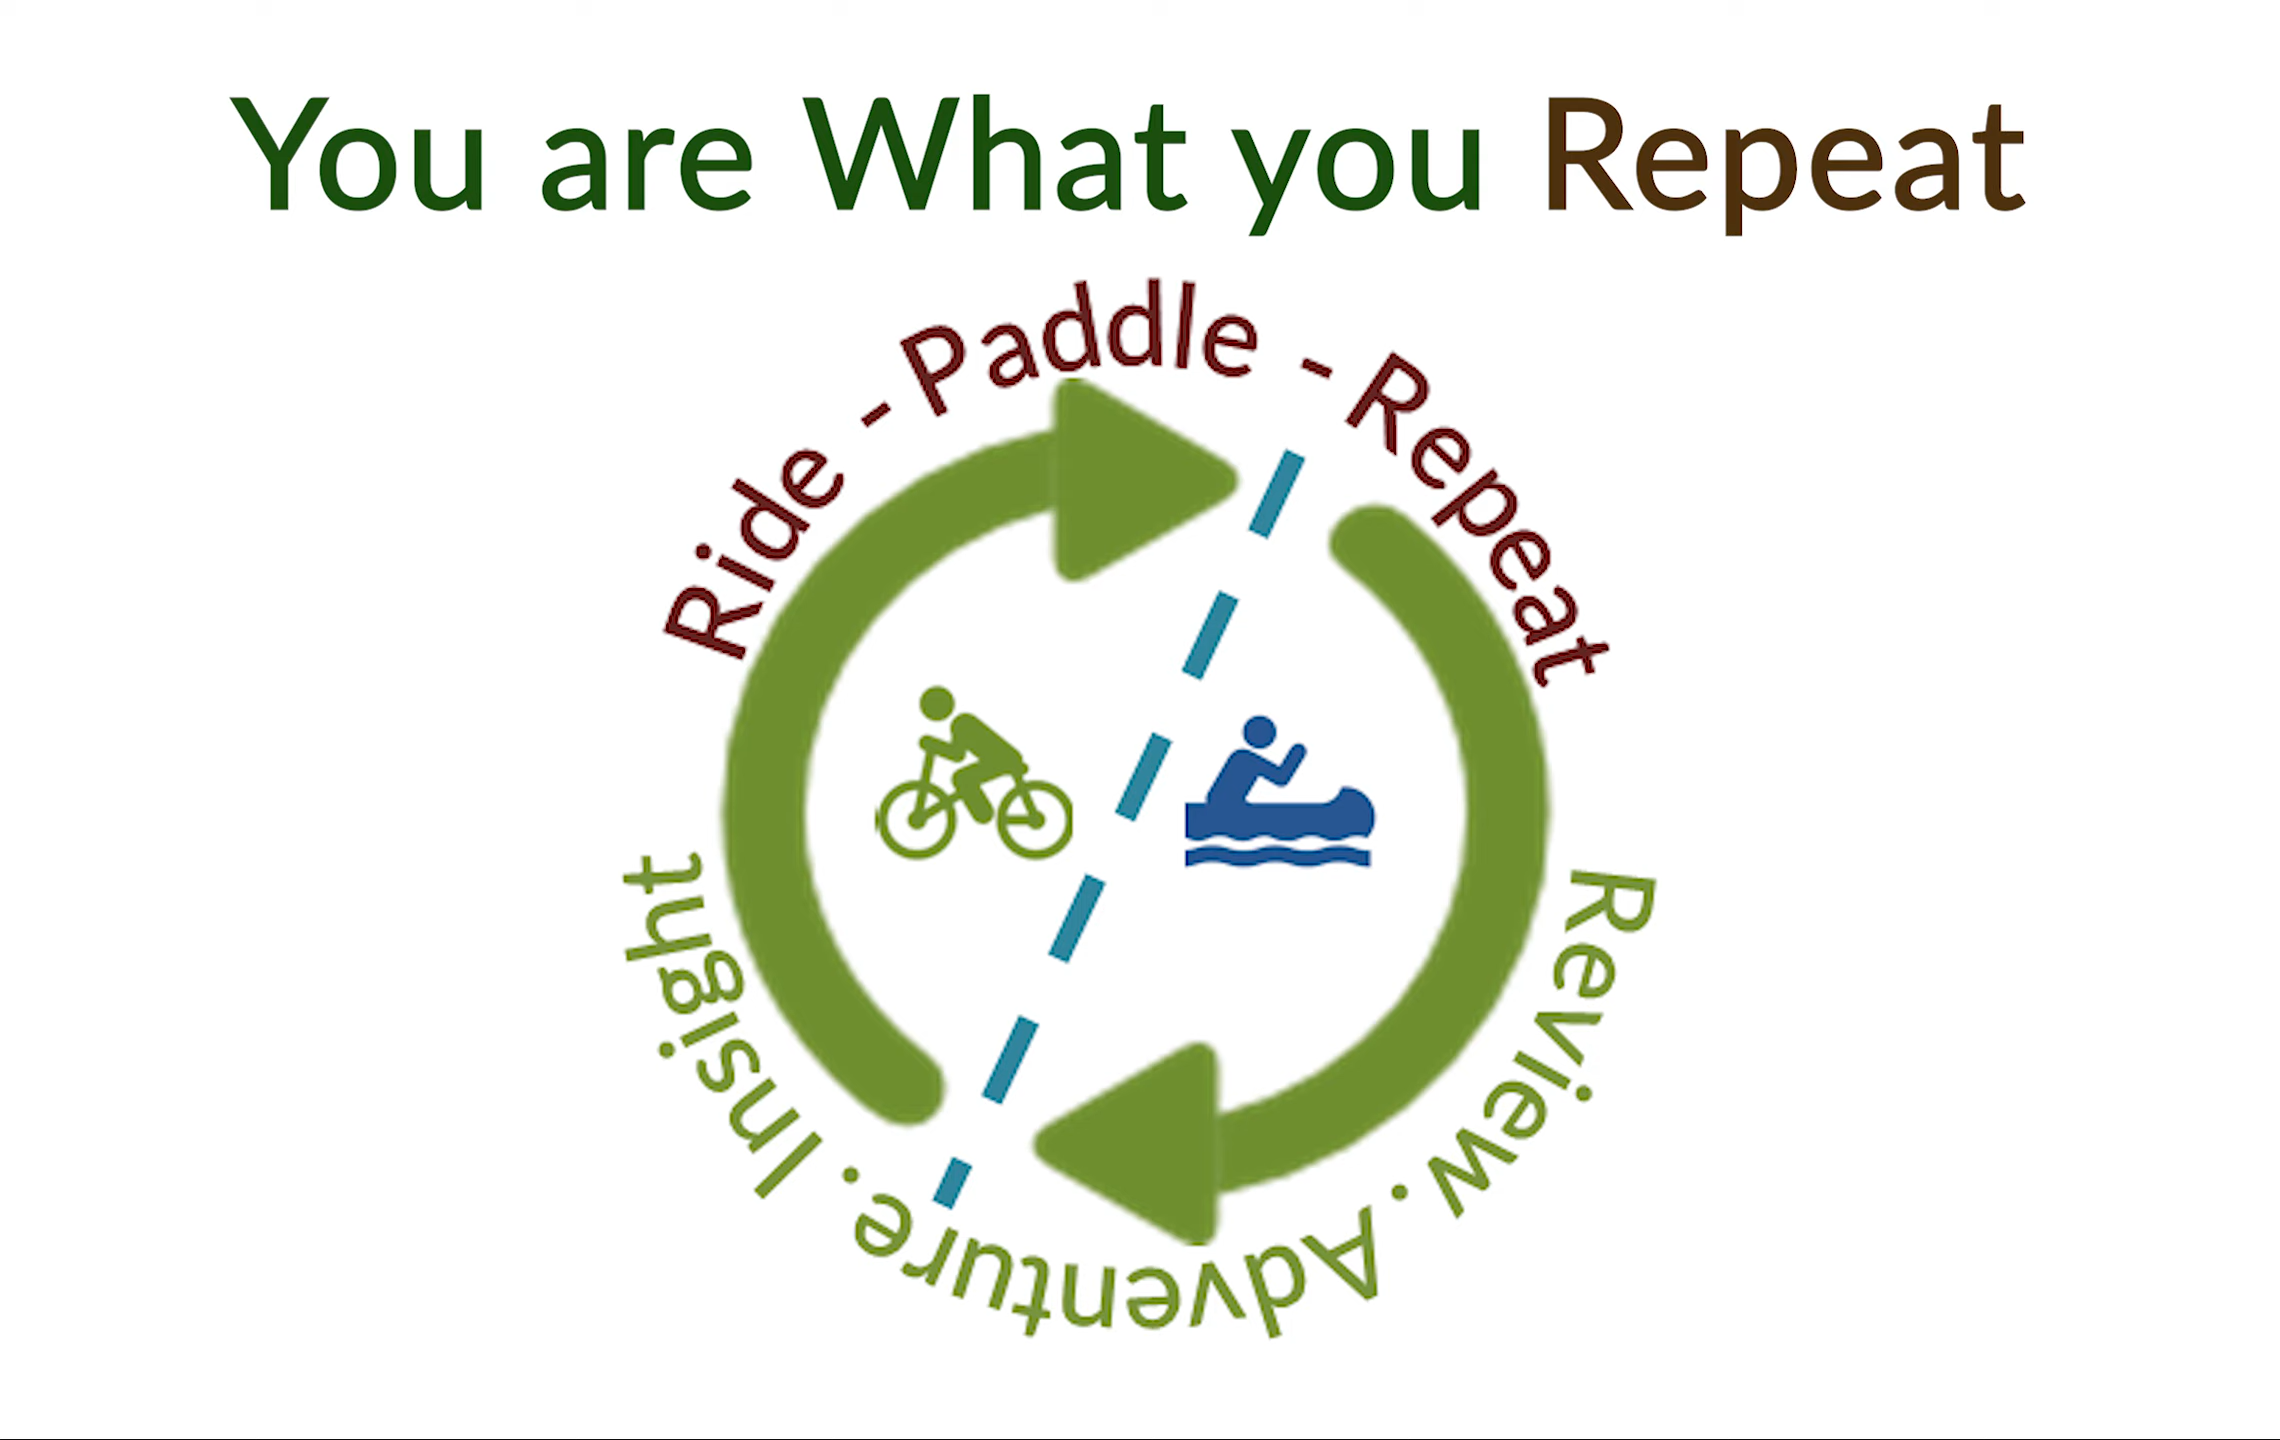 You are What you Repeat
Ride - Paddle - Repeat
Review . Adventure . Insight